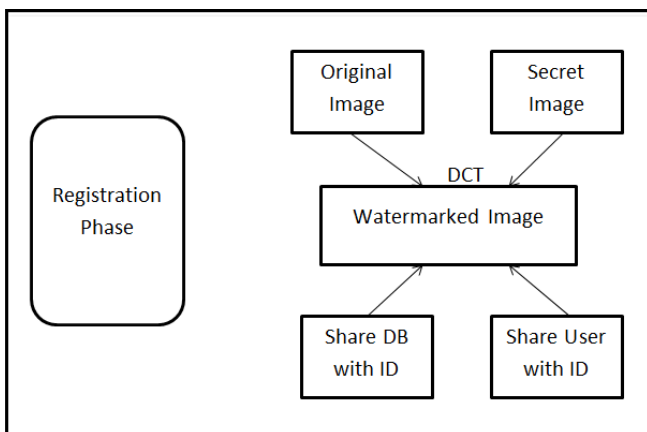 Original
Image
Secret
Image
DCT
Registration
Phase
Watermarked Image
Share DB
with ID
Share User
with ID